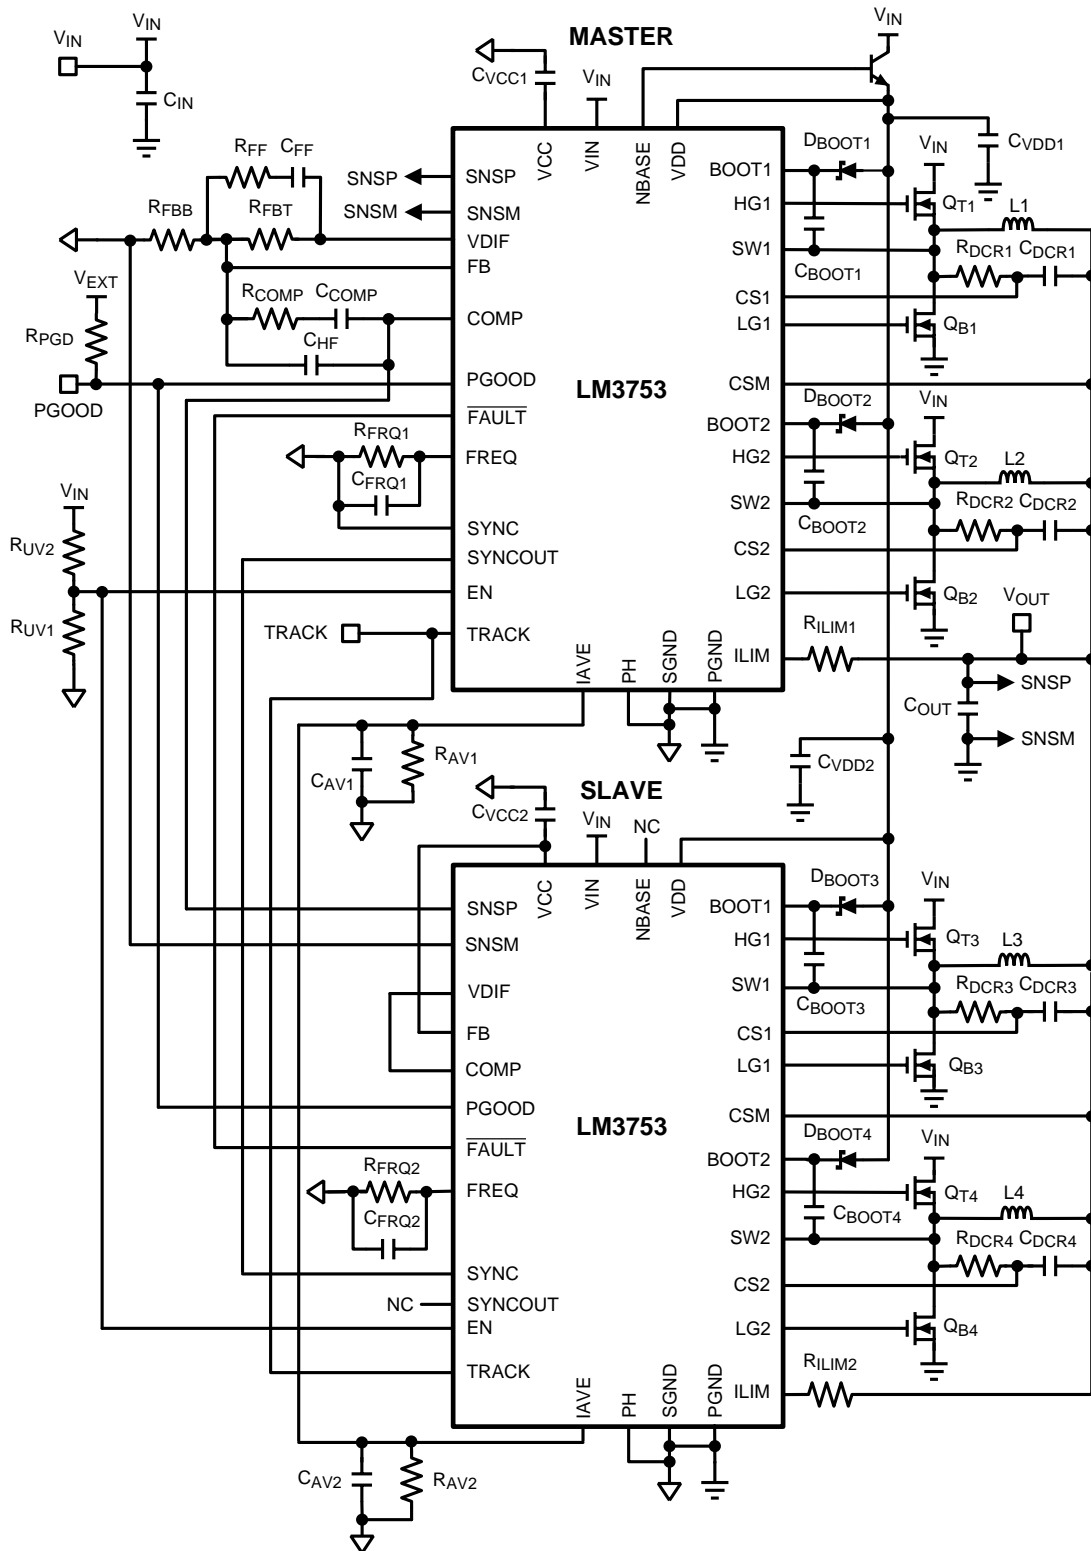 VIN
VIN
CIN
MASTER
CVCC1
VIN
VIN
VCC
VIN
NBASE
VDD
CVDD1
RFF
CFF
SNSP
SNSP
SNSM
SNSM
RFBB
RFBT
VDIF
FB
VEXT
RCOMP
CCOMP
COMP
CHF
RPGD
PGOOD
PGOOD
FAULT
RFRQ1
FREQ
CFRQ1
SYNC
SYNCOUT
VIN
RUV2
EN
RUV1
TRACK
TRACK
LM3753
DBOOT1
BOOT1
VIN
HG1
QT1
L1
SW1
RDCR1
CDCR1
CBOOT1
CS1
LG1
QB1
CSM
DBOOT2
BOOT2
VIN
HG2
QT2
L2
SW2
RDCR2
CDCR2
CBOOT2
CS2
LG2
QB2
RILIM1
ILIM
VOUT
SNSP
COUT
SNSM
IAVE
PH
SGND
PGND
CAV1
RAV1
CVDD2
SLAVE
CVCC2
VIN
NC
VCC
VIN
NBASE
VDD
SNSP
SNSM
VDIF
FB
COMP
PGOOD
FAULT
RFRQ2
FREQ
CFRQ2
SYNC
NC
SYNCOUT
EN
TRACK
LM3753
DBOOT3
BOOT1
VIN
HG1
QT3
L3
SW1
RDCR3
CDCR3
CBOOT3
CS1
LG1
QB3
CSM
DBOOT4
BOOT2
VIN
HG2
QT4
L4
CBOOT4
SW2
RDCR4
CDCR4
CS2
LG2
QB4
RILIM2
ILIM
IAVE
PH
SGND
PGND
CAV2
RAV2